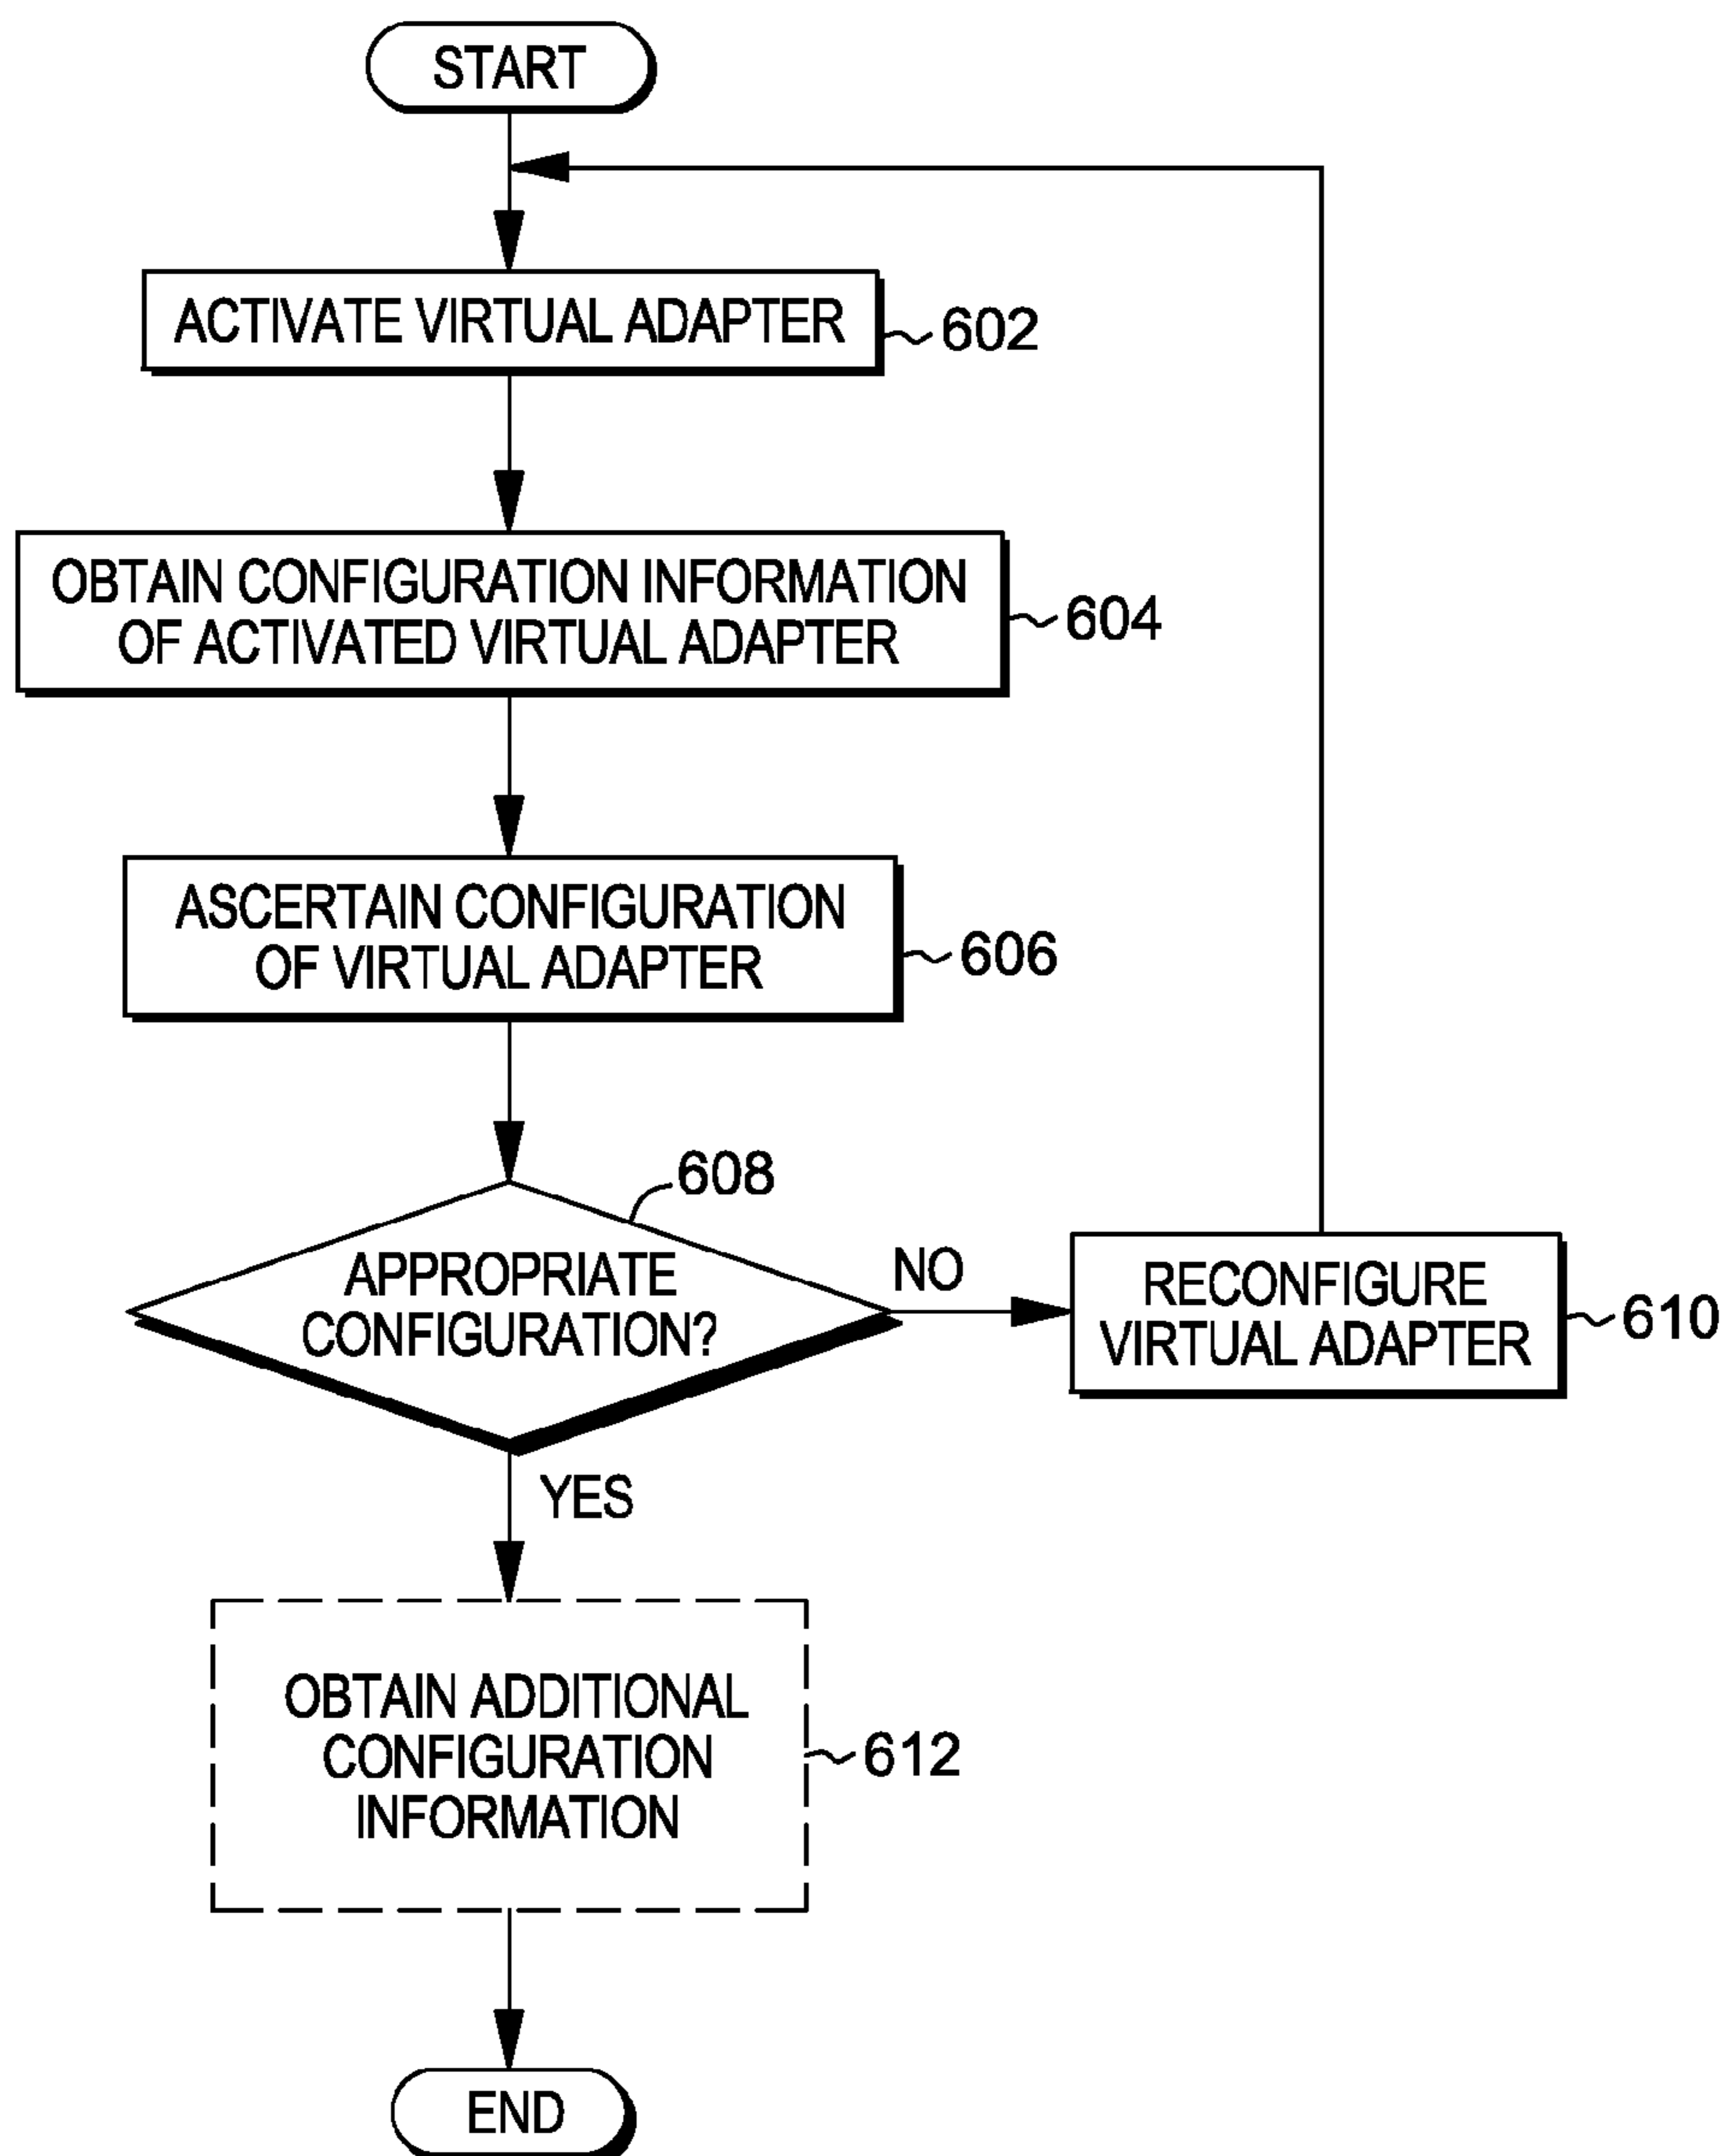 START
ACTIVATE VIRTUAL ADAPTER
602
OBTAIN CONFIGURATION INFORMATION
OF ACTIVATED VIRTUAL ADAPTER
604
ASCERTAIN CONFIGURATION
OF VIRTUAL ADAPTER
606
608
APPROPRIATE
CONFIGURATION?
NO
RECONFIGURE
VIRTUAL ADAPTER
610
YES
OBTAIN ADDITIONAL
CONFIGURATION
INFORMATION
612
END